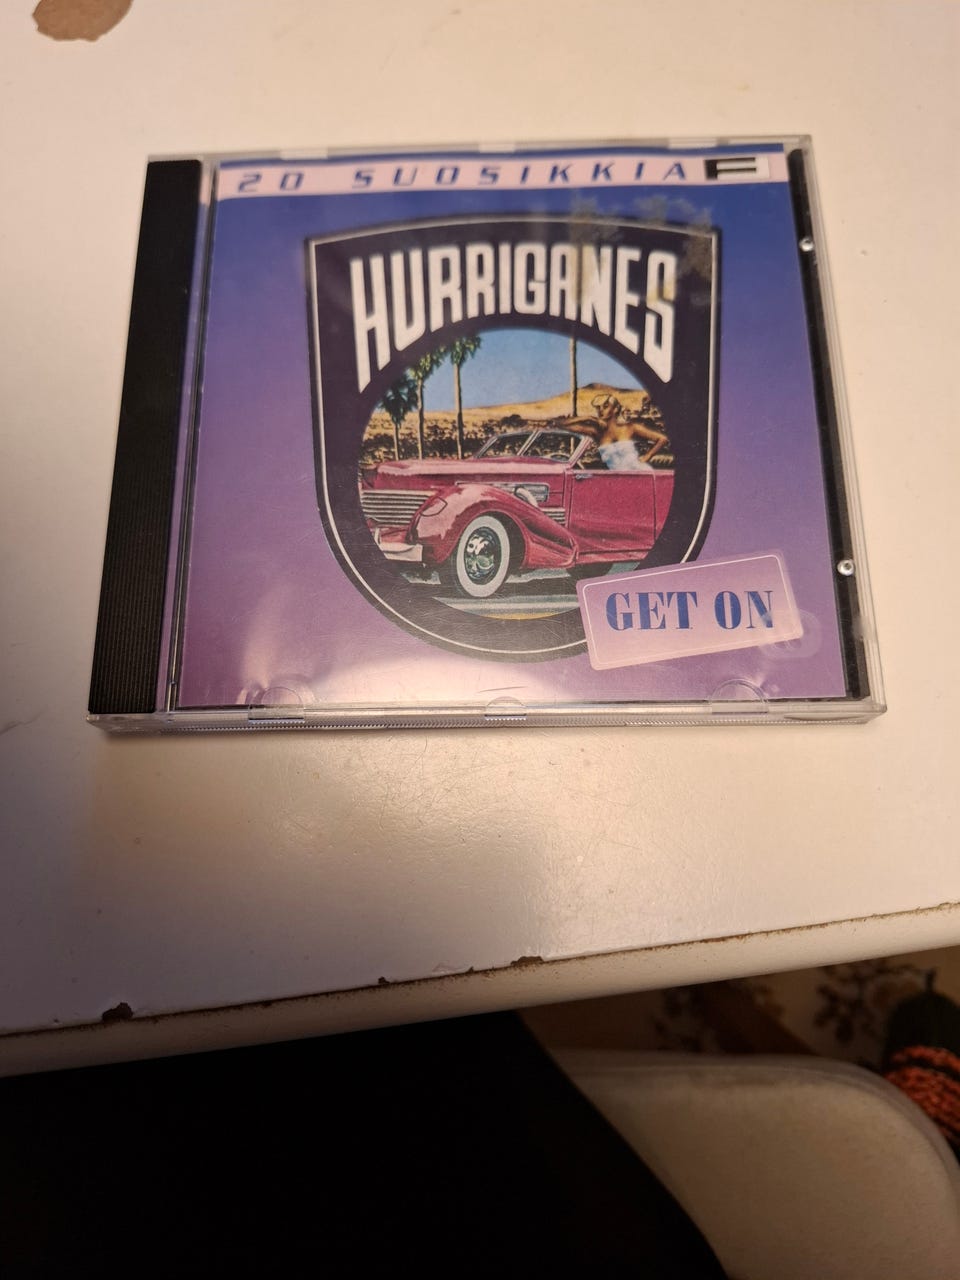 20 SUOSIKKIA
HURRIGANES
GET ON